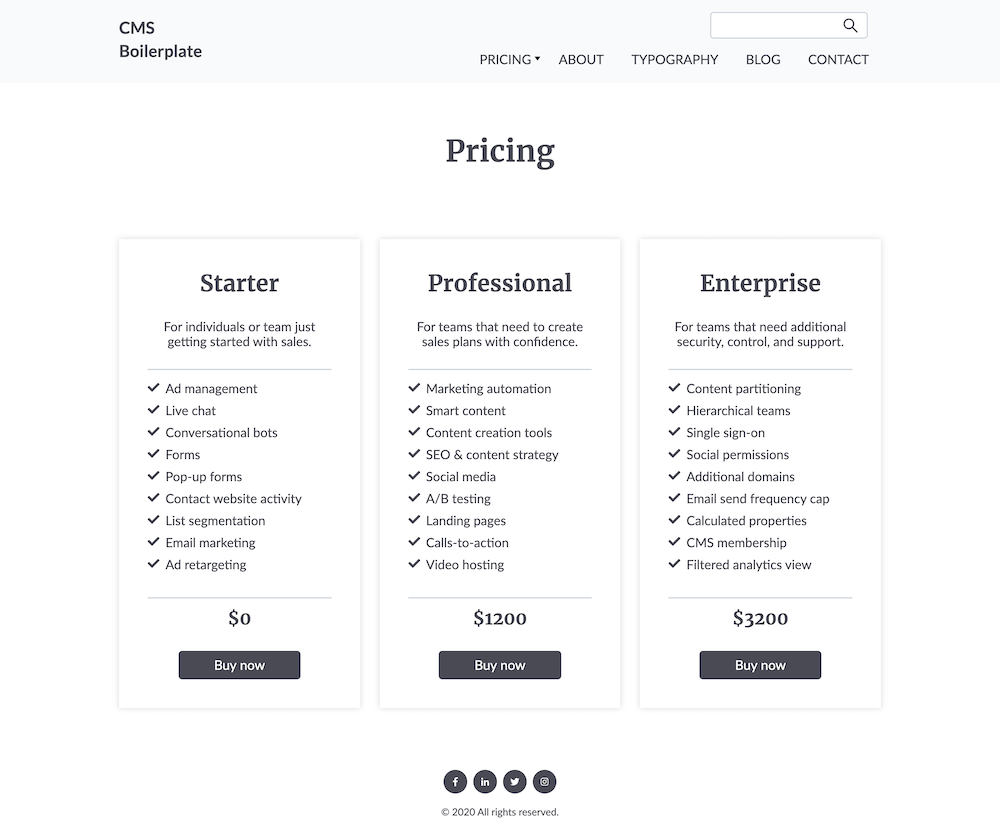 CMS
Boilerplate
PRICING ABOUT TYPOGRAPHY BLOG CONTACT
Pricing
Starter
For individuals or team just
getting started with sales.
Ad management
Live chat
Conversational bots
Forms
Pop-up forms
Contact website activity
List segmentation
Email marketing
Ad retargeting
$0
Buy now
Professional
For teams that need to create
sales plans with confidence.
Marketing automation
Smart content
Content creation tools
SEO & content strategy
Social media
A/B testing
Landing pages
Calls-to-action
Video hosting
$1200
Buy now
Enterprise
For teams that need additional
security, control, and support.
Content partitioning
Hierarchical teams
Single sign-on
Social permissions
Additional domains
Email send frequency cap
Calculated properties
CMS membership
Filtered analytics view
$3200
Buy now
© 2020 All rights reserved.